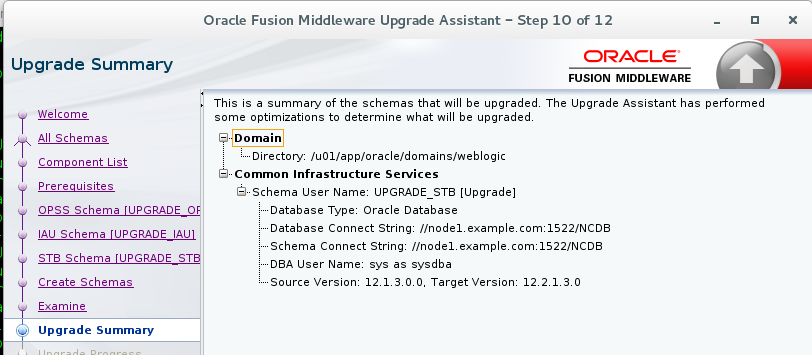 Oracle Fusion Middleware Upgrade Assistant – Step 10 of 12
Upgrade Summary
ORACLE
FUSION MIDDLEWARE
Welcome
All Schemas
Component List
Prerequisites
OPSS Schema [UPGRADE_OP
IAU Schema [UPGRADE_IAU]
STB Schema [UPGRADE_STB
Create Schemas
Examine
Upgrade Summary
Upgrade Progress
This is a summary of the schemas that will be upgraded. The Upgrade Assistant has performed
some optimizations to determine what will be upgraded.
Domain
Directory: /u01/app/oracle/domains/weblogic
Common Infrastructure Services
Schema User Name: UPGRADE_STB [Upgrade]
Database Type: Oracle Database
Database Connect String: //node1.example.com:1522/NCDB
Schema Connect String: //node1.example.com:1522/NCDB
DBA User Name: sys as sysdba
Source Version: 12.1.3.0.0, Target Version: 12.2.1.3.0